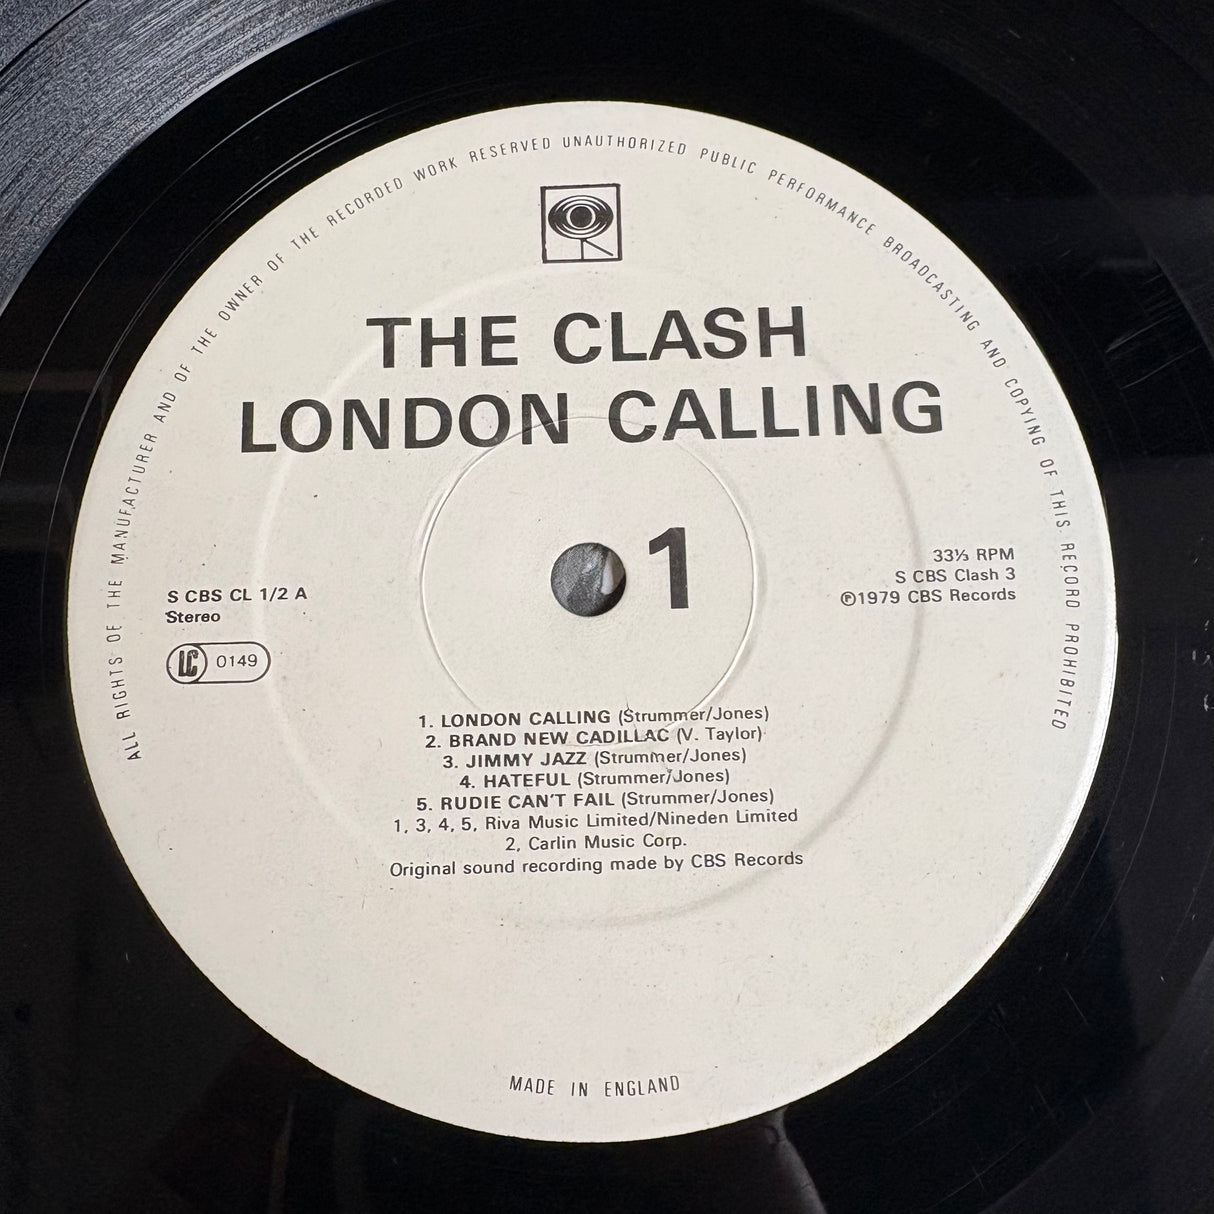 ALL RIGHTS OF THE MANUFACTURER AND OF THE OWNER OF THE RECORDED WORK RESERVED UNAUTHORIZED PUBLIC PERFORMANCE BROADCASTING AND COPYING OF THIS RECORD PROHIBITED
THE CLASH
LONDON CALLING
1
S CBS CL 1/2 A
Stereo
LC 0149
33⅓ RPM
S CBS Clash 3
℗1979 CBS Records
1. LONDON CALLING (Strummer/Jones)
2. BRAND NEW CADILLAC (V. Taylor)
3. JIMMY JAZZ (Strummer/Jones)
4. HATEFUL (Strummer/Jones)
5. RUDIE CAN'T FAIL (Strummer/Jones)
1, 3, 4, 5, Riva Music Limited/Nineden Limited
2, Carlin Music Corp.
Original sound recording made by CBS Records
MADE IN ENGLAND